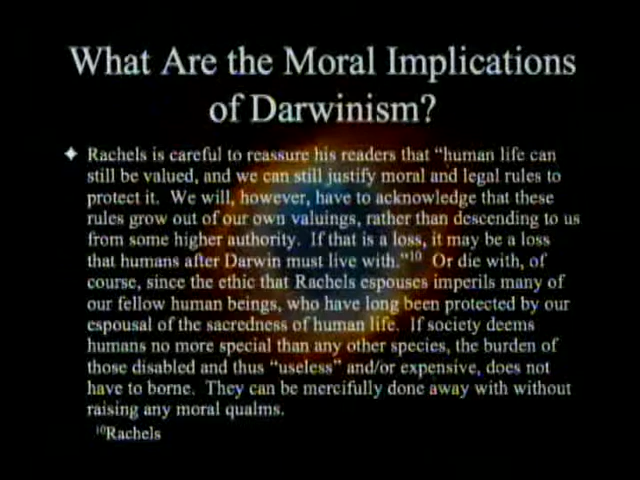 What Are the Moral Implications
of Darwinism?
✦ Rachels is careful to reassure his readers that “human life can
still be valued, and we can still justify moral and legal rules to
protect it. We will, however, have to acknowledge that these
rules grow out of our own valuings, rather than descending to us
from some higher authority. If that is a loss, it may be a loss
that humans after Darwin must live with.”¹⁰ Or die with, of
course, since the ethic that Rachels espouses imperils many of
our fellow human beings, who have long been protected by our
espousal of the sacredness of human life. If society deems
humans no more special than any other species, the burden of
those disabled and thus “useless” and/or expensive, does not
have to borne. They can be mercifully done away with without
raising any moral qualms.
¹⁰Rachels